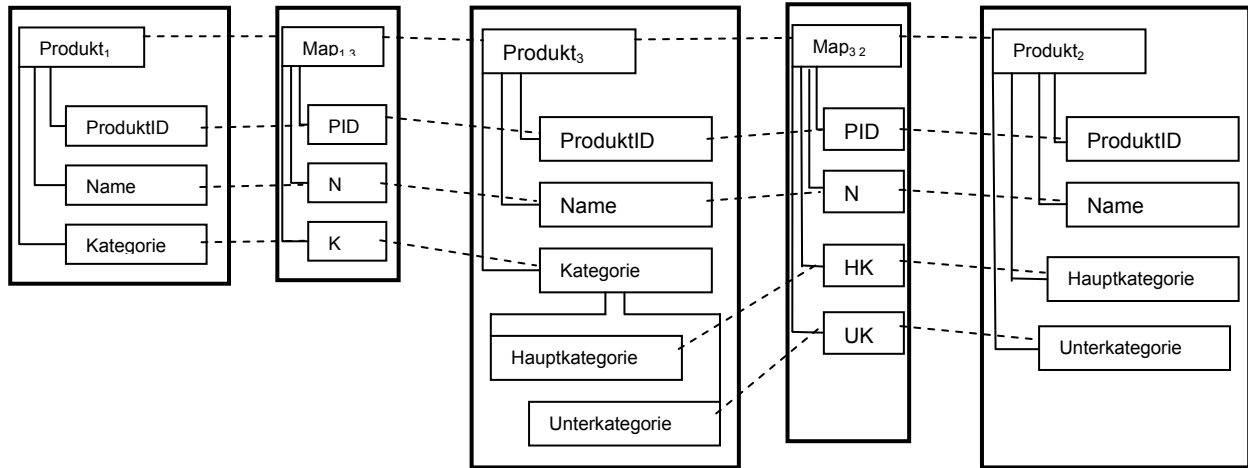 Produkt₁
ProduktID
Name
Kategorie
Map₁ ₃
PID
N
K
Produkt₃
ProduktID
Name
Kategorie
Hauptkategorie
Unterkategorie
Map₃ ₂
PID
N
HK
UK
Produkt₂
ProduktID
Name
Hauptkategorie
Unterkategorie